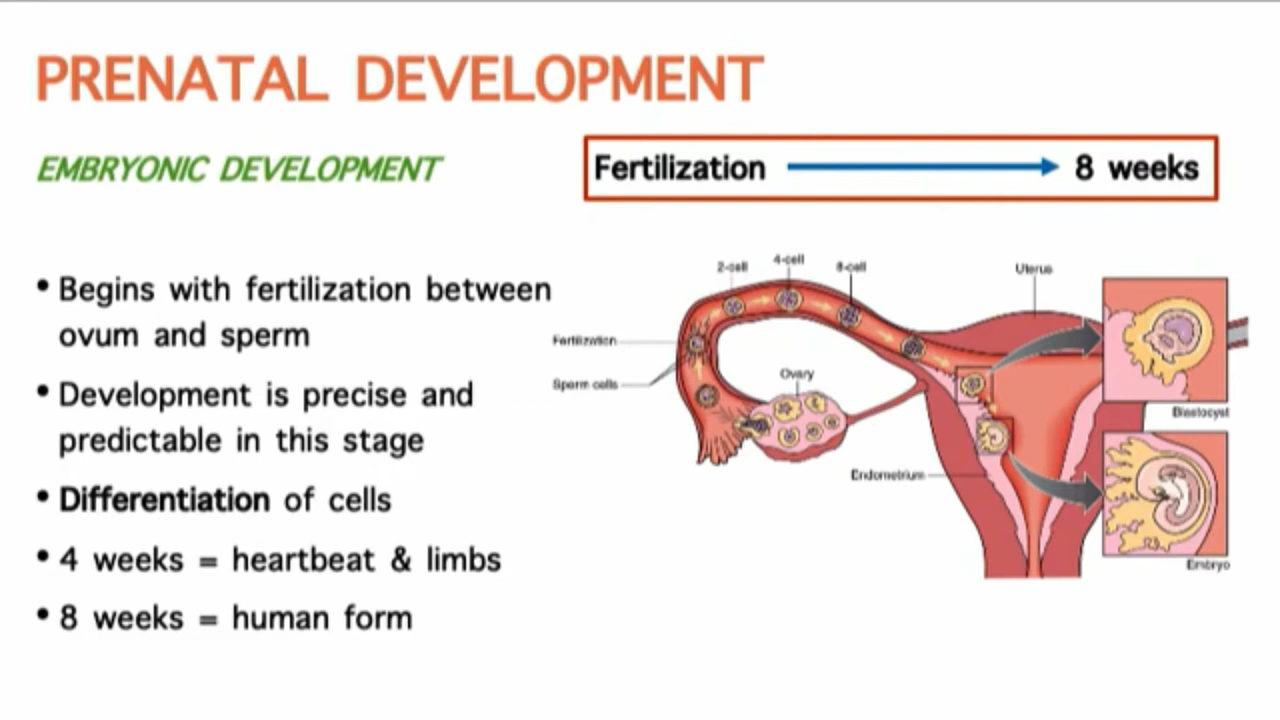 PRENATAL DEVELOPMENT
EMBRYONIC DEVELOPMENT
Fertilization 8 weeks
• Begins with fertilization between
ovum and sperm
• Development is precise and
predictable in this stage
• Differentiation of cells
• 4 weeks = heartbeat & limbs
• 8 weeks = human form
2-cell
4-cell
8-cell
Uterus
Fertilization
Sperm cells
Ovary
Blastocyst
Endometrium
Embryo